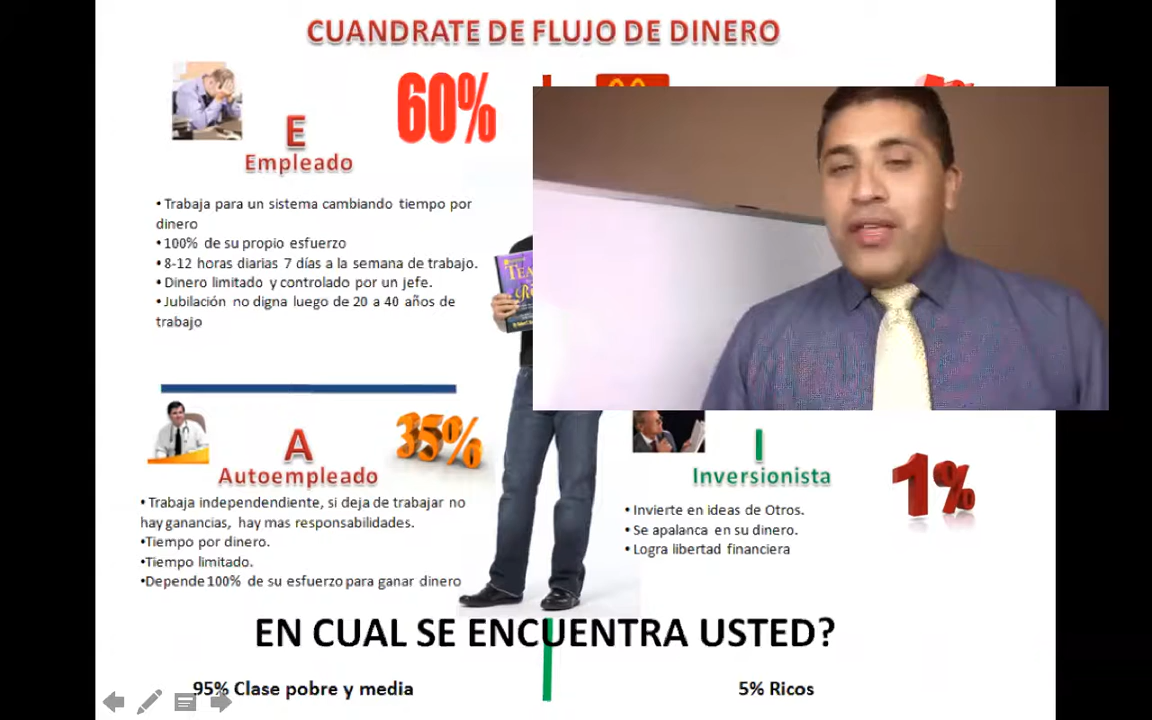 CUANDRATE DE FLUJO DE DINERO
60%
E
Empleado
• Trabaja para un sistema cambiando tiempo por
dinero
•100% de su propio esfuerzo
•8-12 horas diarias 7 días a la semana de trabajo.
•Dinero limitado y controlado por un jefe.
•Jubilación no digna luego de 20 a 40 años de
trabajo
A
35%
Autoempleado
• Trabaja independendiente, si deja de trabajar no
hay ganancias, hay mas responsabilidades.
•Tiempo por dinero.
•Tiempo limitado.
•Depende 100% de su esfuerzo para ganar dinero
I
Inversionista
1%
• Invierte en ideas de Otros.
•Se apalanca en su dinero.
•Logra libertad financiera
EN CUAL SE ENCUENTRA USTED?
95% Clase pobre y media
5% Ricos